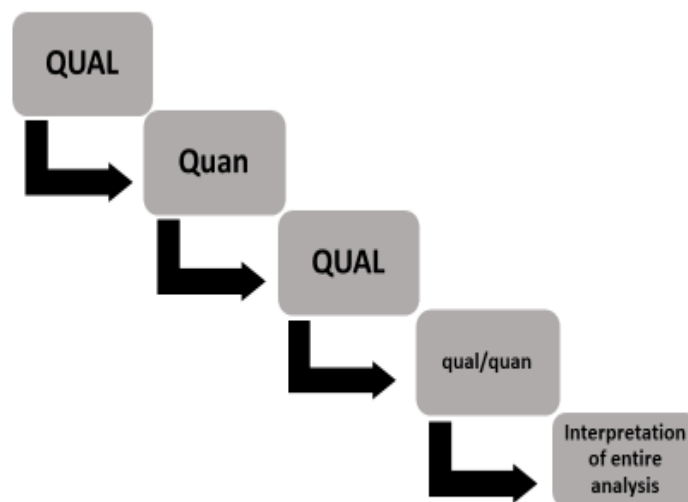 QUAL
Quan
QUAL
qual/quan
Interpretation
of entire
analysis